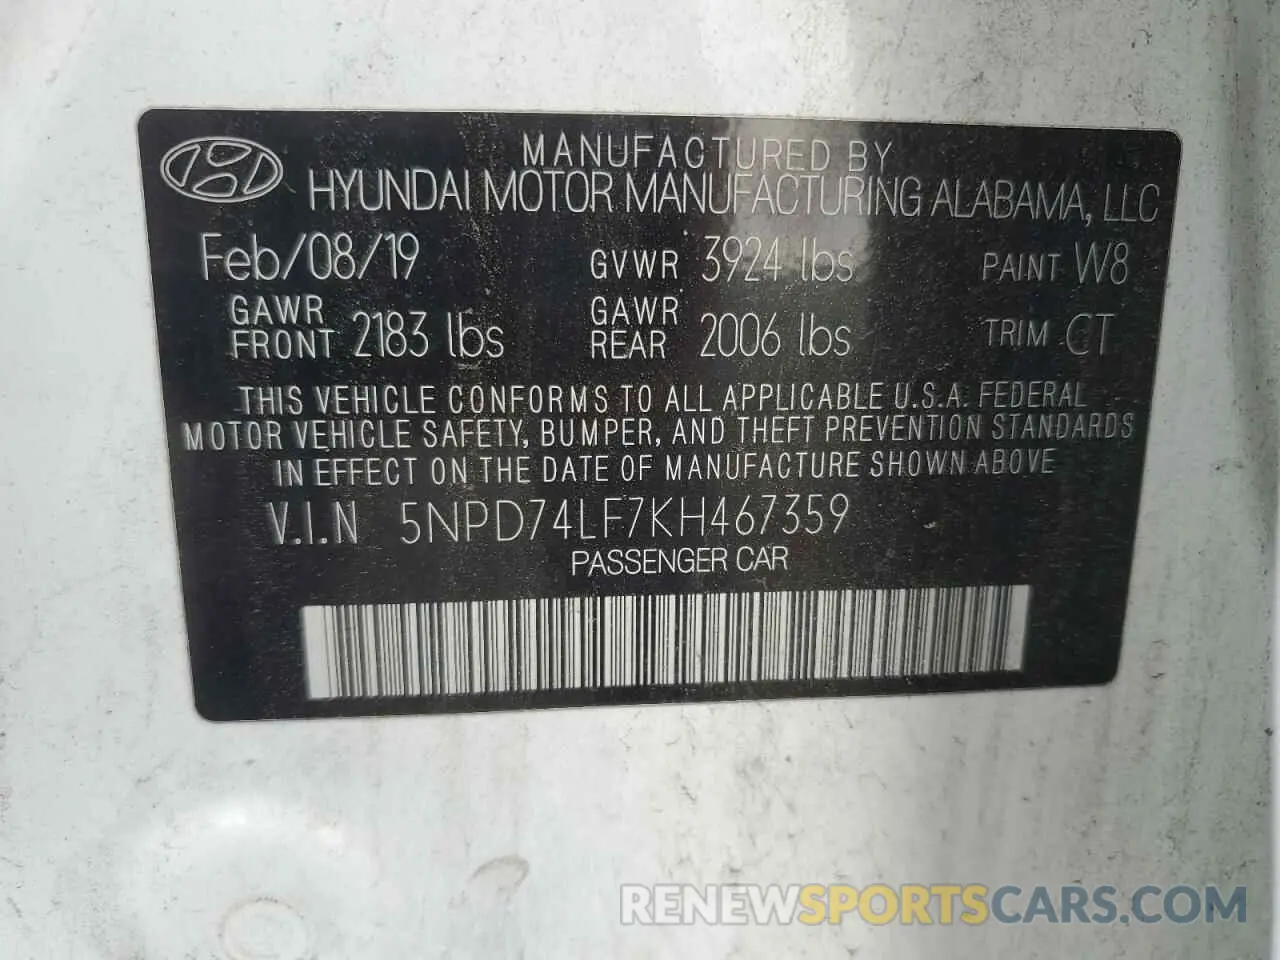 MANUFACTURED BY
HYUNDAI MOTOR MANUFACTURING ALABAMA, LLC
Feb/08/19 GVWR 3924 lbs PAINT W8
GAWR FRONT 2183 lbs GAWR REAR 2006 lbs TRIM CT
THIS VEHICLE CONFORMS TO ALL APPLICABLE U.S.A. FEDERAL
MOTOR VEHICLE SAFETY, BUMPER, AND THEFT PREVENTION STANDARDS
IN EFFECT ON THE DATE OF MANUFACTURE SHOWN ABOVE
V.I.N 5NPD74LF7KH467359
PASSENGER CAR
RENEWSPORTSCARS.COM